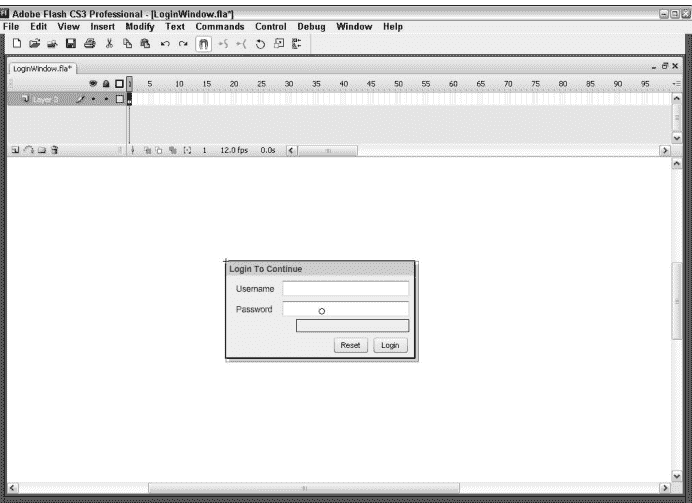 Adobe Flash CS3 Professional - [LoginWindow.fla*]
File Edit View Insert Modify Text Commands Control Debug Window Help
LoginWindow.fla*
5 10 15 20 25 30 35 40 45 50 55 60 65 70 75 80 85 90 95
Layer 3
1 12.0 fps 0.0s
Login To Continue
Username
Password
Reset Login